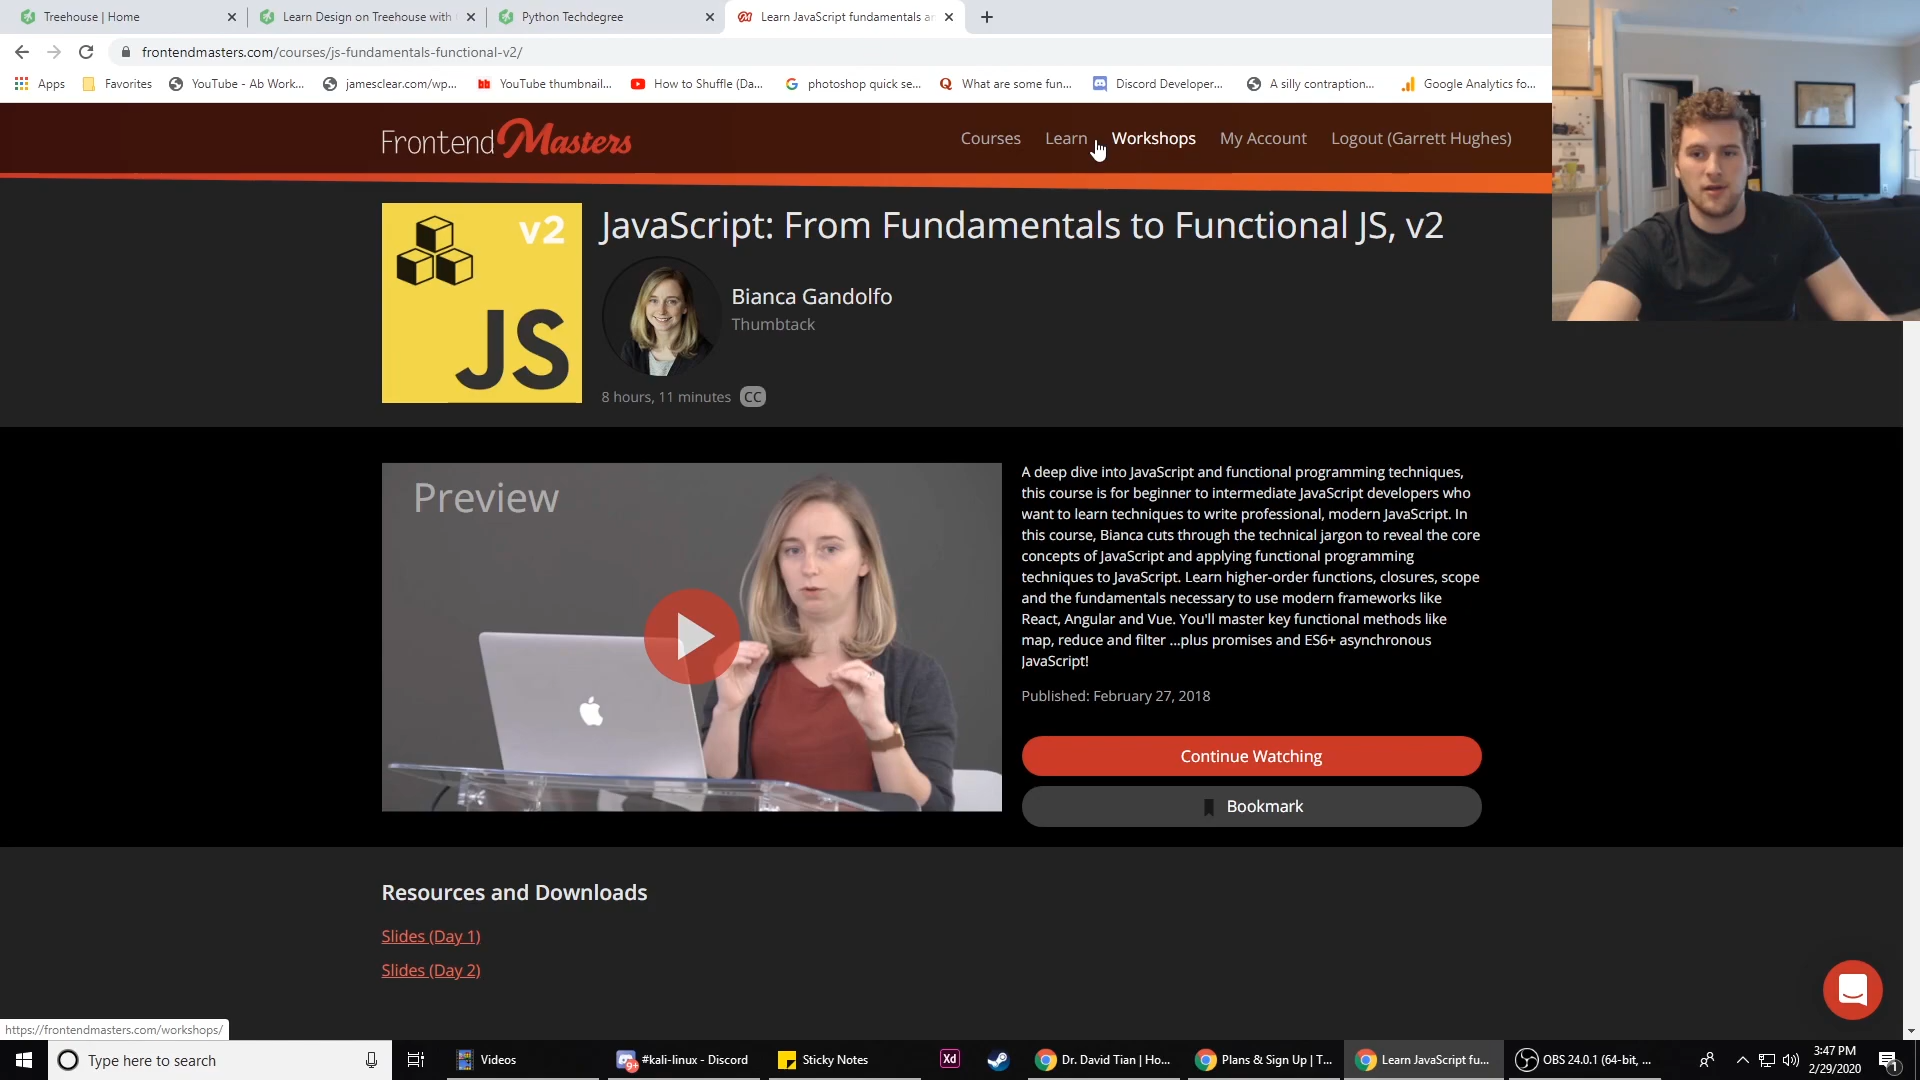 Treehouse | Home
Learn Design on Treehouse with
Python Techdegree
Learn JavaScript fundamentals a
frontendmasters.com/courses/js-fundamentals-functional-v2/
Apps
Favorites
YouTube - Ab Work...
jamesclear.com/wp...
YouTube thumbnail...
How to Shuffle (Da...
photoshop quick se...
What are some fun...
Discord Developer...
A silly contraption...
Google Analytics fo...
Frontend Masters
Courses
Learn
Workshops
My Account
Logout (Garrett Hughes)
v2
JS
JavaScript: From Fundamentals to Functional JS, v2
Bianca Gandolfo
Thumbtack
8 hours, 11 minutes CC
Preview
A deep dive into JavaScript and functional programming techniques,
this course is for beginner to intermediate JavaScript developers who
want to learn techniques to write professional, modern JavaScript. In
this course, Bianca cuts through the technical jargon to reveal the core
concepts of JavaScript and applying functional programming
techniques to JavaScript. Learn higher-order functions, closures, scope
and the fundamentals necessary to use modern frameworks like
React, Angular and Vue. You'll master key functional methods like
map, reduce and filter ...plus promises and ES6+ asynchronous
JavaScript!
Published: February 27, 2018
Continue Watching
Bookmark
Resources and Downloads
Slides (Day 1)
Slides (Day 2)
https://frontendmasters.com/workshops/
Type here to search
Videos
9+
#kali-linux - Discord
Sticky Notes
Xd
Dr. David Tian | Ho...
Plans & Sign Up | T...
Learn JavaScript fu...
OBS 24.0.1 (64-bit, ...
3:47 PM
2/29/2020
1